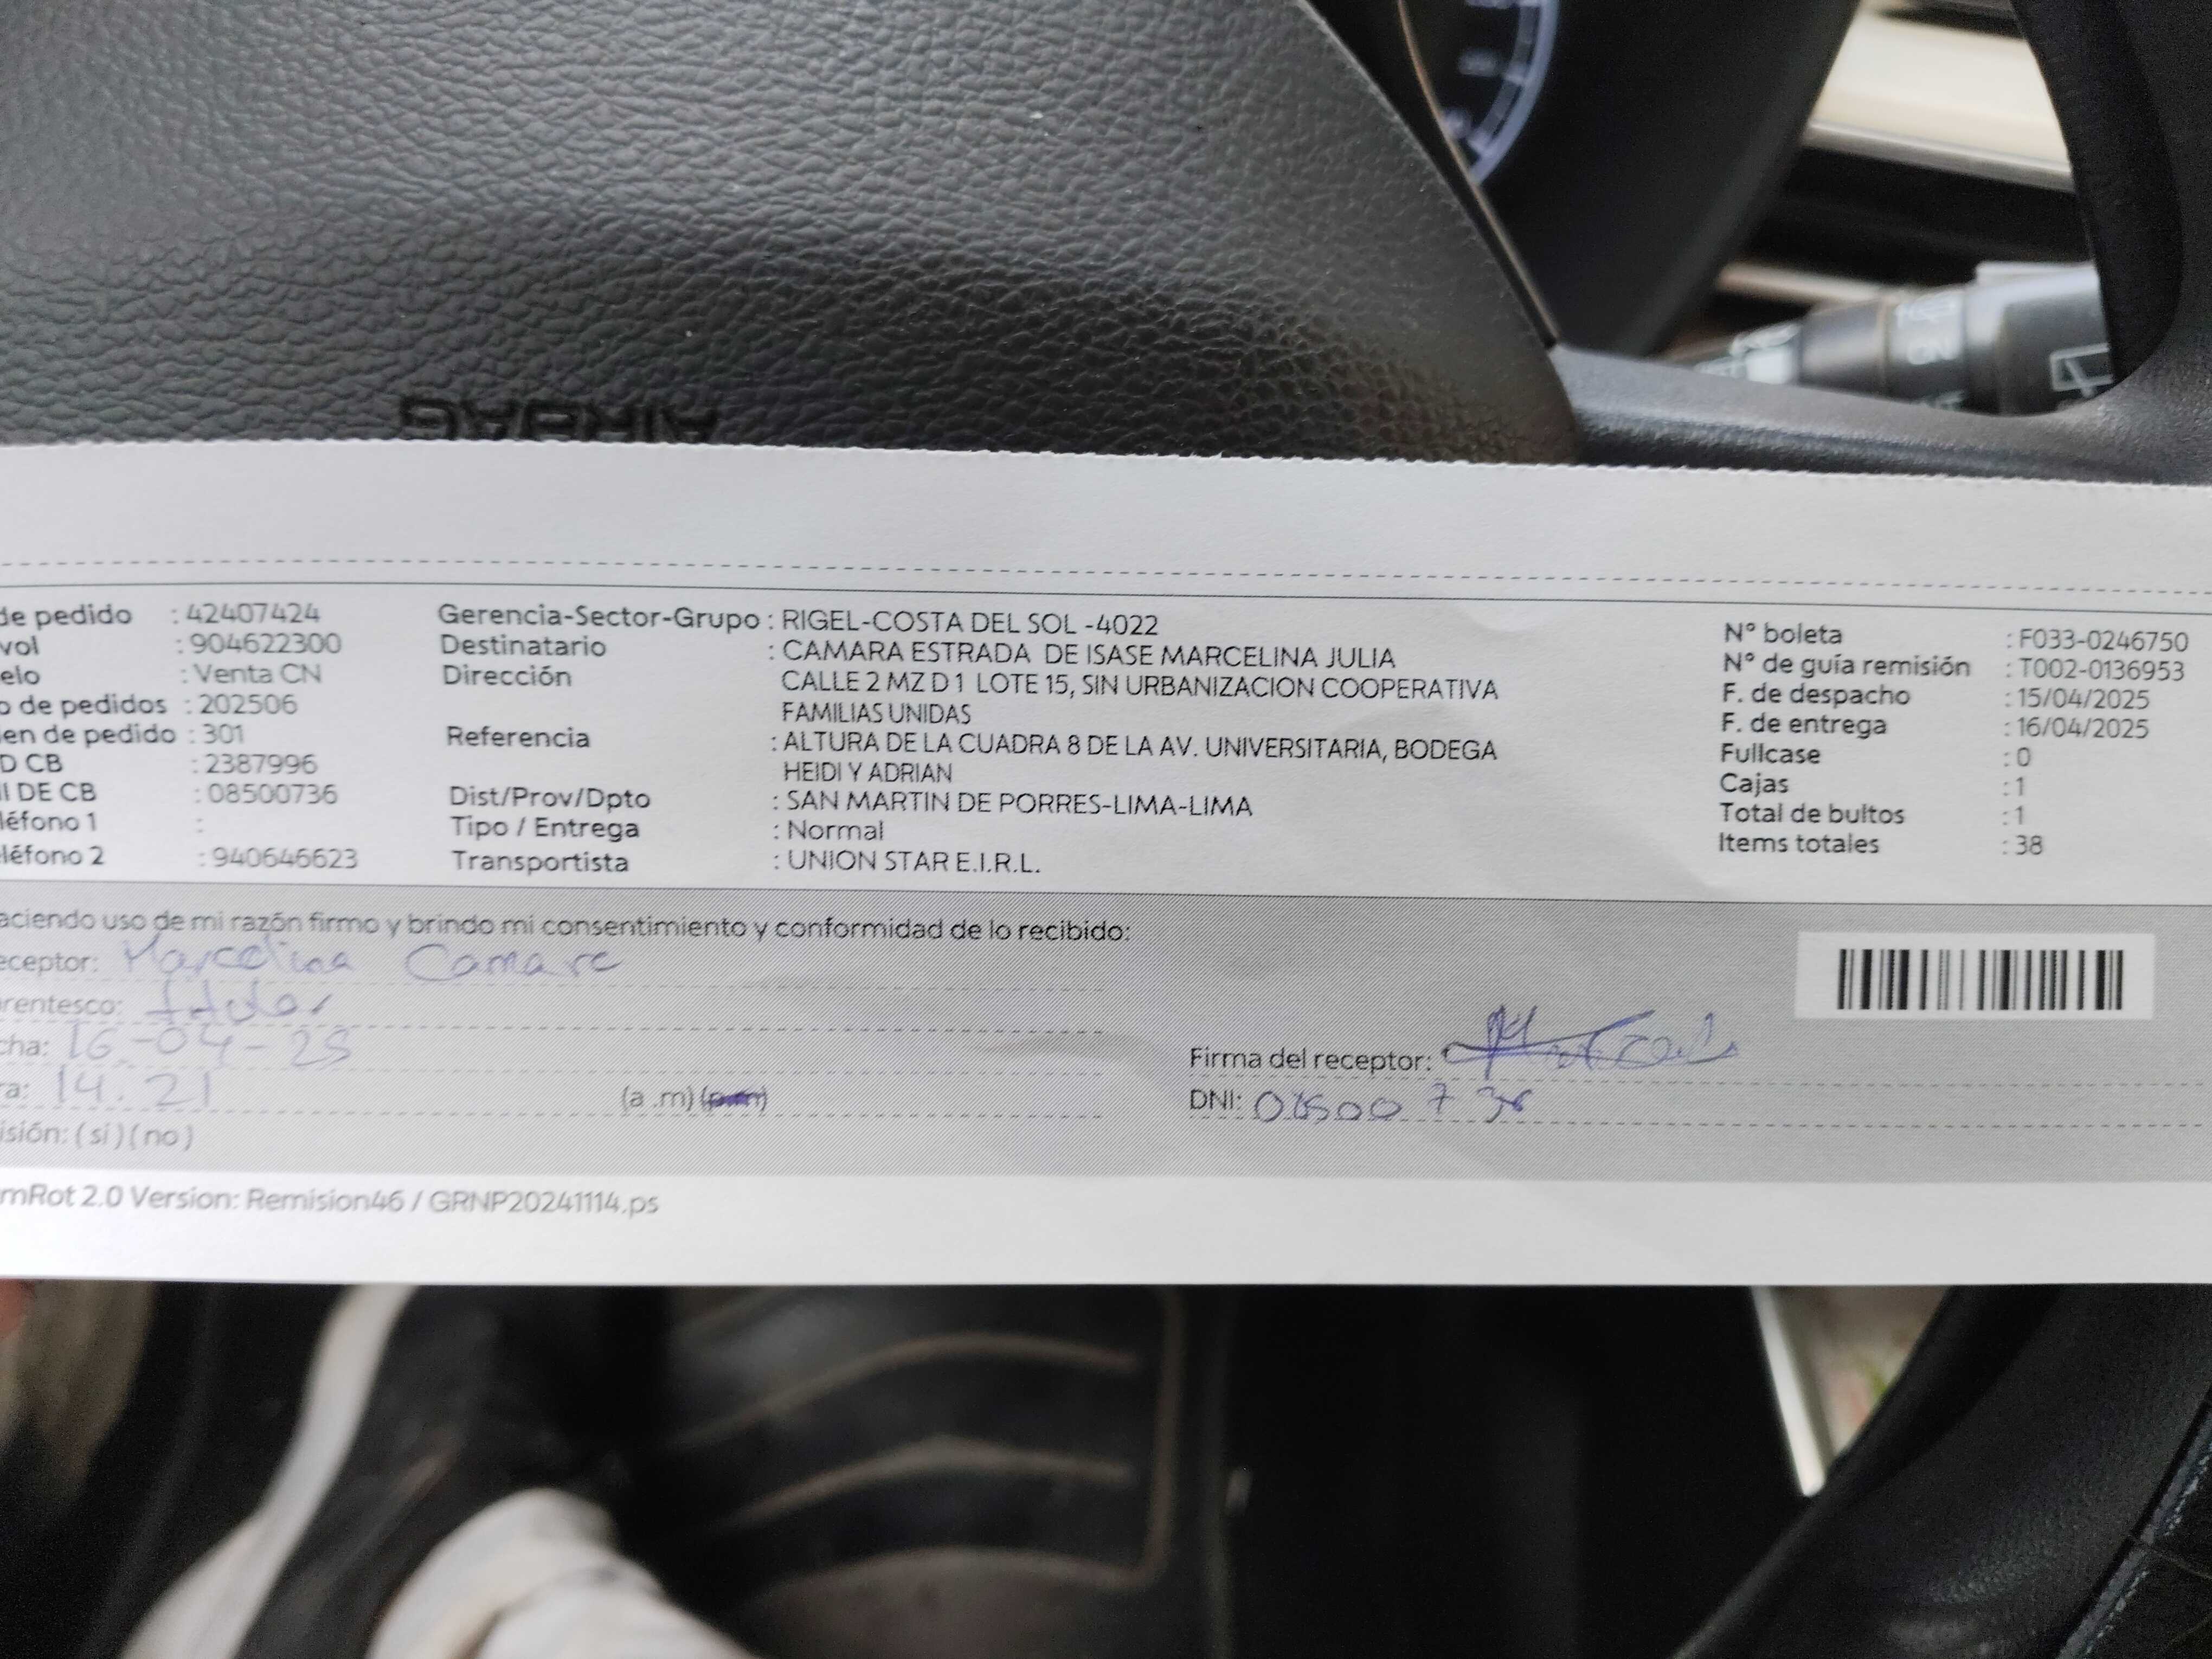 AIRBAG
de pedido : 42407424
vol : 904622300
elo : Venta CN
o de pedidos : 202506
en de pedido : 301
D CB : 2387996
I DE CB : 08500736
léfono 1 :
léfono 2 : 940646623
Gerencia-Sector-Grupo : RIGEL-COSTA DEL SOL -4022
Destinatario : CAMARA ESTRADA DE ISASE MARCELINA JULIA
Dirección CALLE 2 MZ D 1 LOTE 15, SIN URBANIZACION COOPERATIVA
FAMILIAS UNIDAS
Referencia : ALTURA DE LA CUADRA 8 DE LA AV. UNIVERSITARIA, BODEGA
HEIDI Y ADRIAN
Dist/Prov/Dpto : SAN MARTIN DE PORRES-LIMA-LIMA
Tipo / Entrega : Normal
Transportista : UNION STAR E.I.R.L.
N° boleta : F033-0246750
N° de guía remisión : T002-0136953
F. de despacho : 15/04/2025
F. de entrega : 16/04/2025
Fullcase : 0
Cajas : 1
Total de bultos : 1
Items totales : 38
aciendo uso de mi razón firmo y brindo mi consentimiento y conformidad de lo recibido:
eceptor: Marcelina Camara
rentesco: titular
cha: 16-04-25
ra: 14.21 (a .m) (p.m)
isión: ( si ) ( no )
Firma del receptor:
DNI: 08500736
mRot 2.0 Version: Remision46 / GRNP20241114.ps